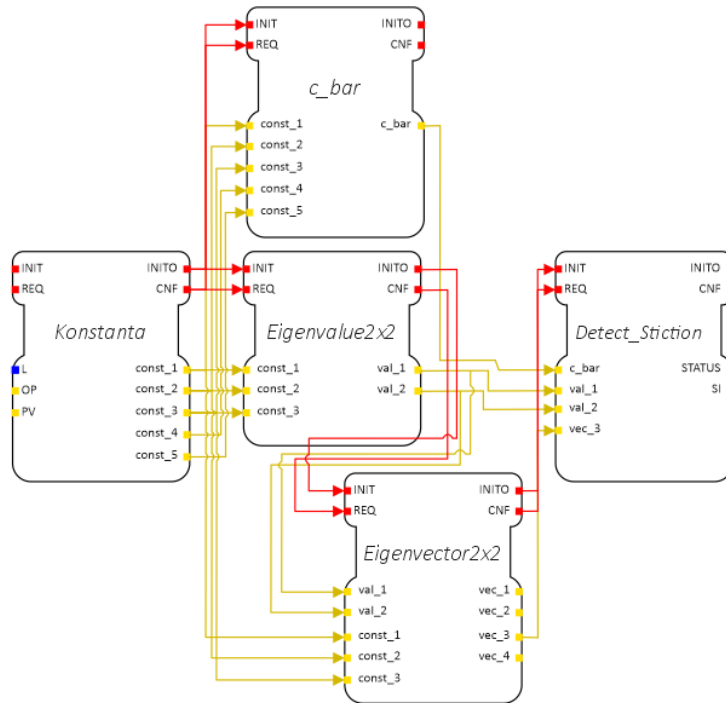 INIT INITO
REQ CNF
c_bar
const_1 c_bar
const_2
const_3
const_4
const_5
INIT INITO
REQ CNF
Konstanta
L const_1
OP const_2
PV const_3
const_4
const_5
INIT INITO
REQ CNF
Eigenvalue2x2
const_1 val_1
const_2 val_2
const_3
INIT
REQ
Detect_Stiction
c_bar STATUS
val_1 SI
val_2
vec_3
INIT INITO
REQ CNF
Eigenvector2x2
val_1 vec_1
val_2 vec_2
const_1 vec_3
const_2 vec_4
const_3